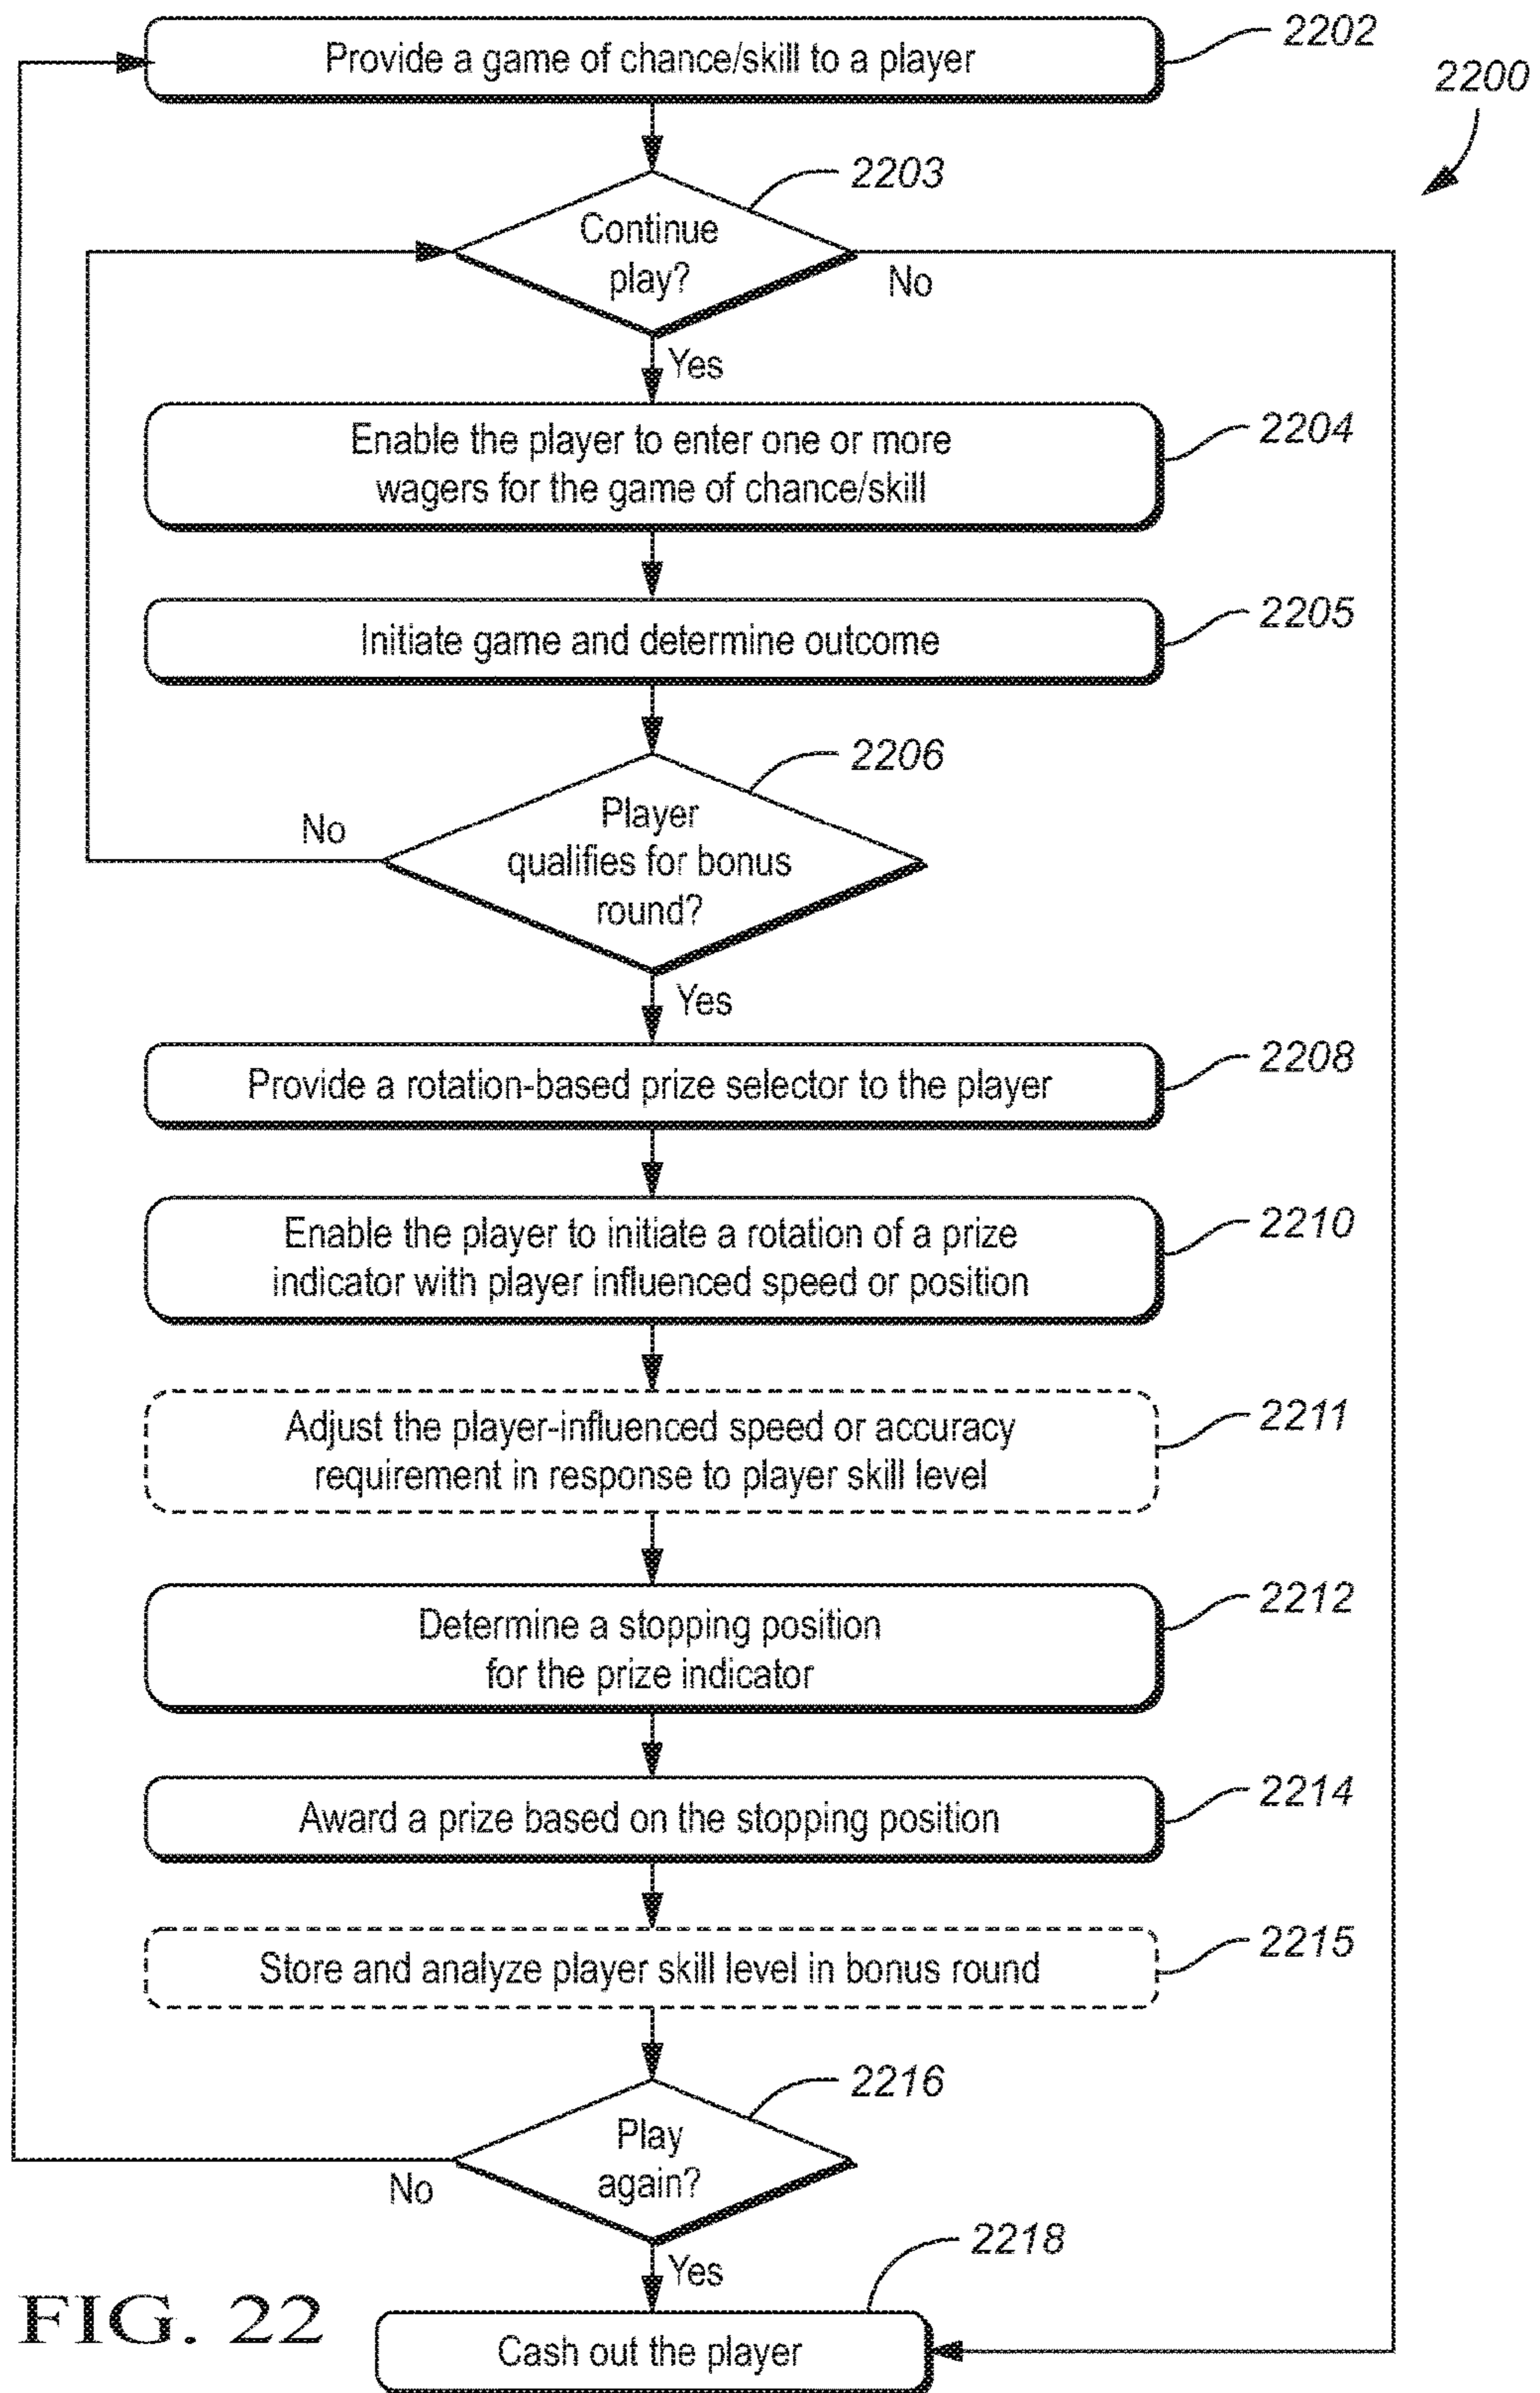 Provide a game of chance/skill to a player
2202
2200
2203
Continue
play?
No
Yes
Enable the player to enter one or more
wagers for the game of chance/skill
2204
Initiate game and determine outcome
2205
2206
Player
qualifies for bonus
round?
No
Yes
Provide a rotation-based prize selector to the player
2208
Enable the player to initiate a rotation of a prize
indicator with player influenced speed or position
2210
Adjust the player-influenced speed or accuracy
requirement in response to player skill level
2211
Determine a stopping position
for the prize indicator
2212
Award a prize based on the stopping position
2214
Store and analyze player skill level in bonus round
2215
2216
Play
again?
No
Yes
2218
Cash out the player
FIG. 22